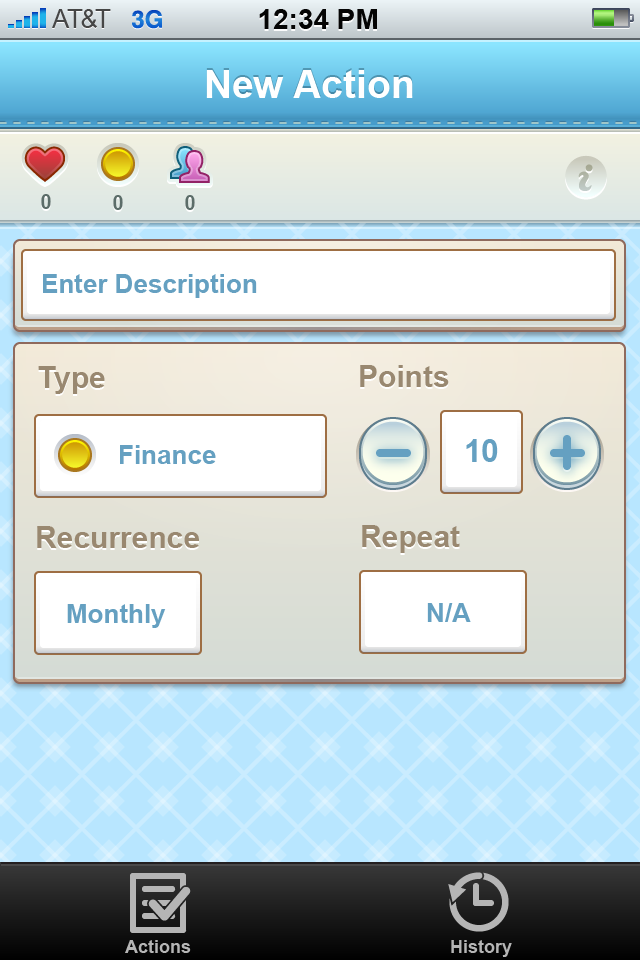 AT&T 3G 12:34 PM
New Action
0 0 0
i
Enter Description
Type Points
Finance 10
Recurrence Repeat
Monthly N/A
Actions History